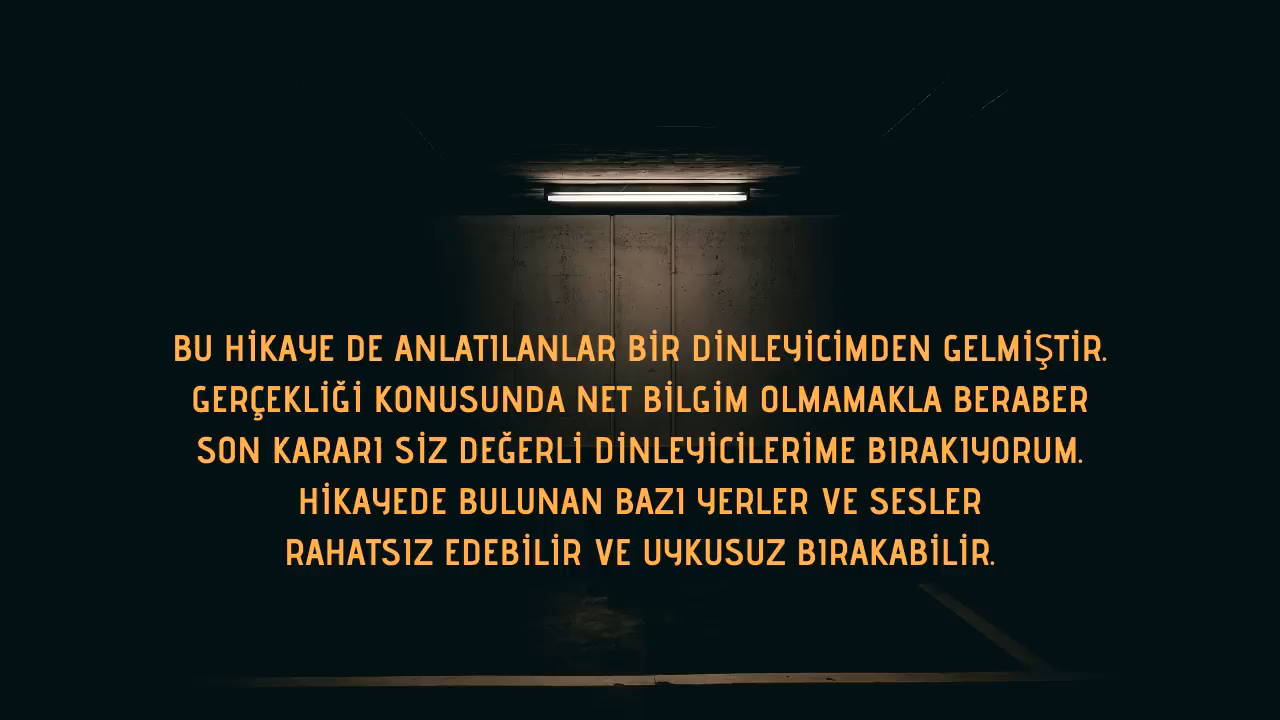 BU HİKAYE DE ANLATILANLAR BİR DİNLEYİCİMDEN GELMİŞTİR.
GERÇEKLİĞİ KONUSUNDA NET BİLGİM OLMAMAKLA BERABER
SON KARARI SİZ DEĞERLİ DİNLEYİCİLERİME BIRAKIYORUM.
HİKAYEDE BULUNAN BAZI YERLER VE SESLER
RAHATSIZ EDEBİLİR VE UYKUSUZ BIRAKABİLİR.